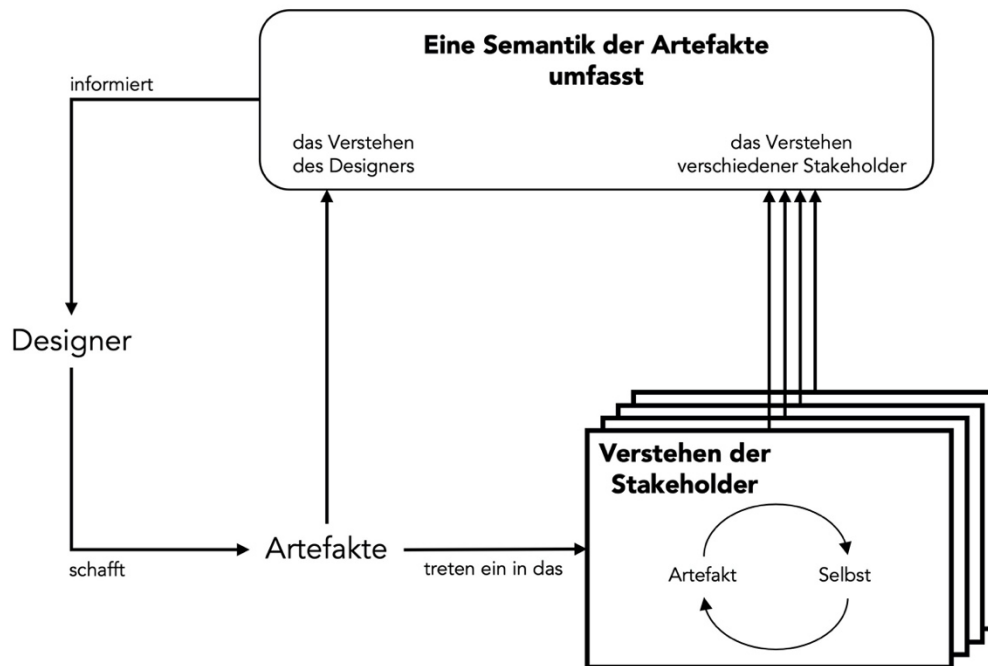 Eine Semantik der Artefakte
umfasst
informiert
das Verstehen
des Designers
das Verstehen
verschiedener Stakeholder
Designer
Verstehen der
Stakeholder
Artefakte
schafft
treten ein in das
Artefakt
Selbst